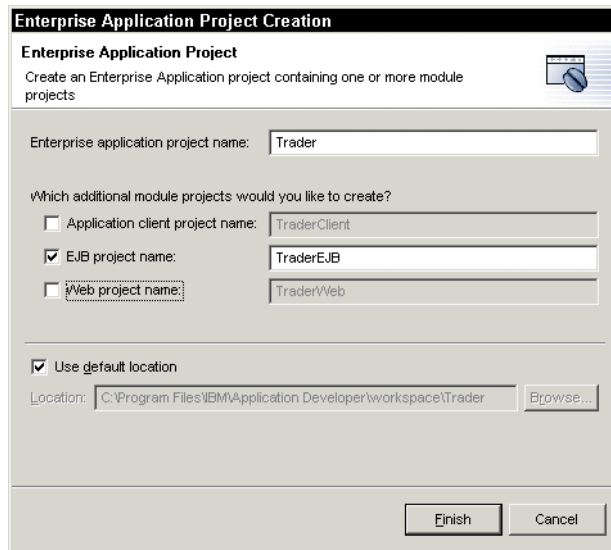 Enterprise Application Project Creation
Enterprise Application Project
Create an Enterprise Application project containing one or more module
projects
Enterprise application project name: Trader
Which additional module projects would you like to create?
Application client project name: TraderClient
EJB project name: TraderEJB
Web project name: TraderWeb
Use default location
Location: C:\Program Files\IBM\Application Developer\workspace\Trader Browse...
Finish Cancel